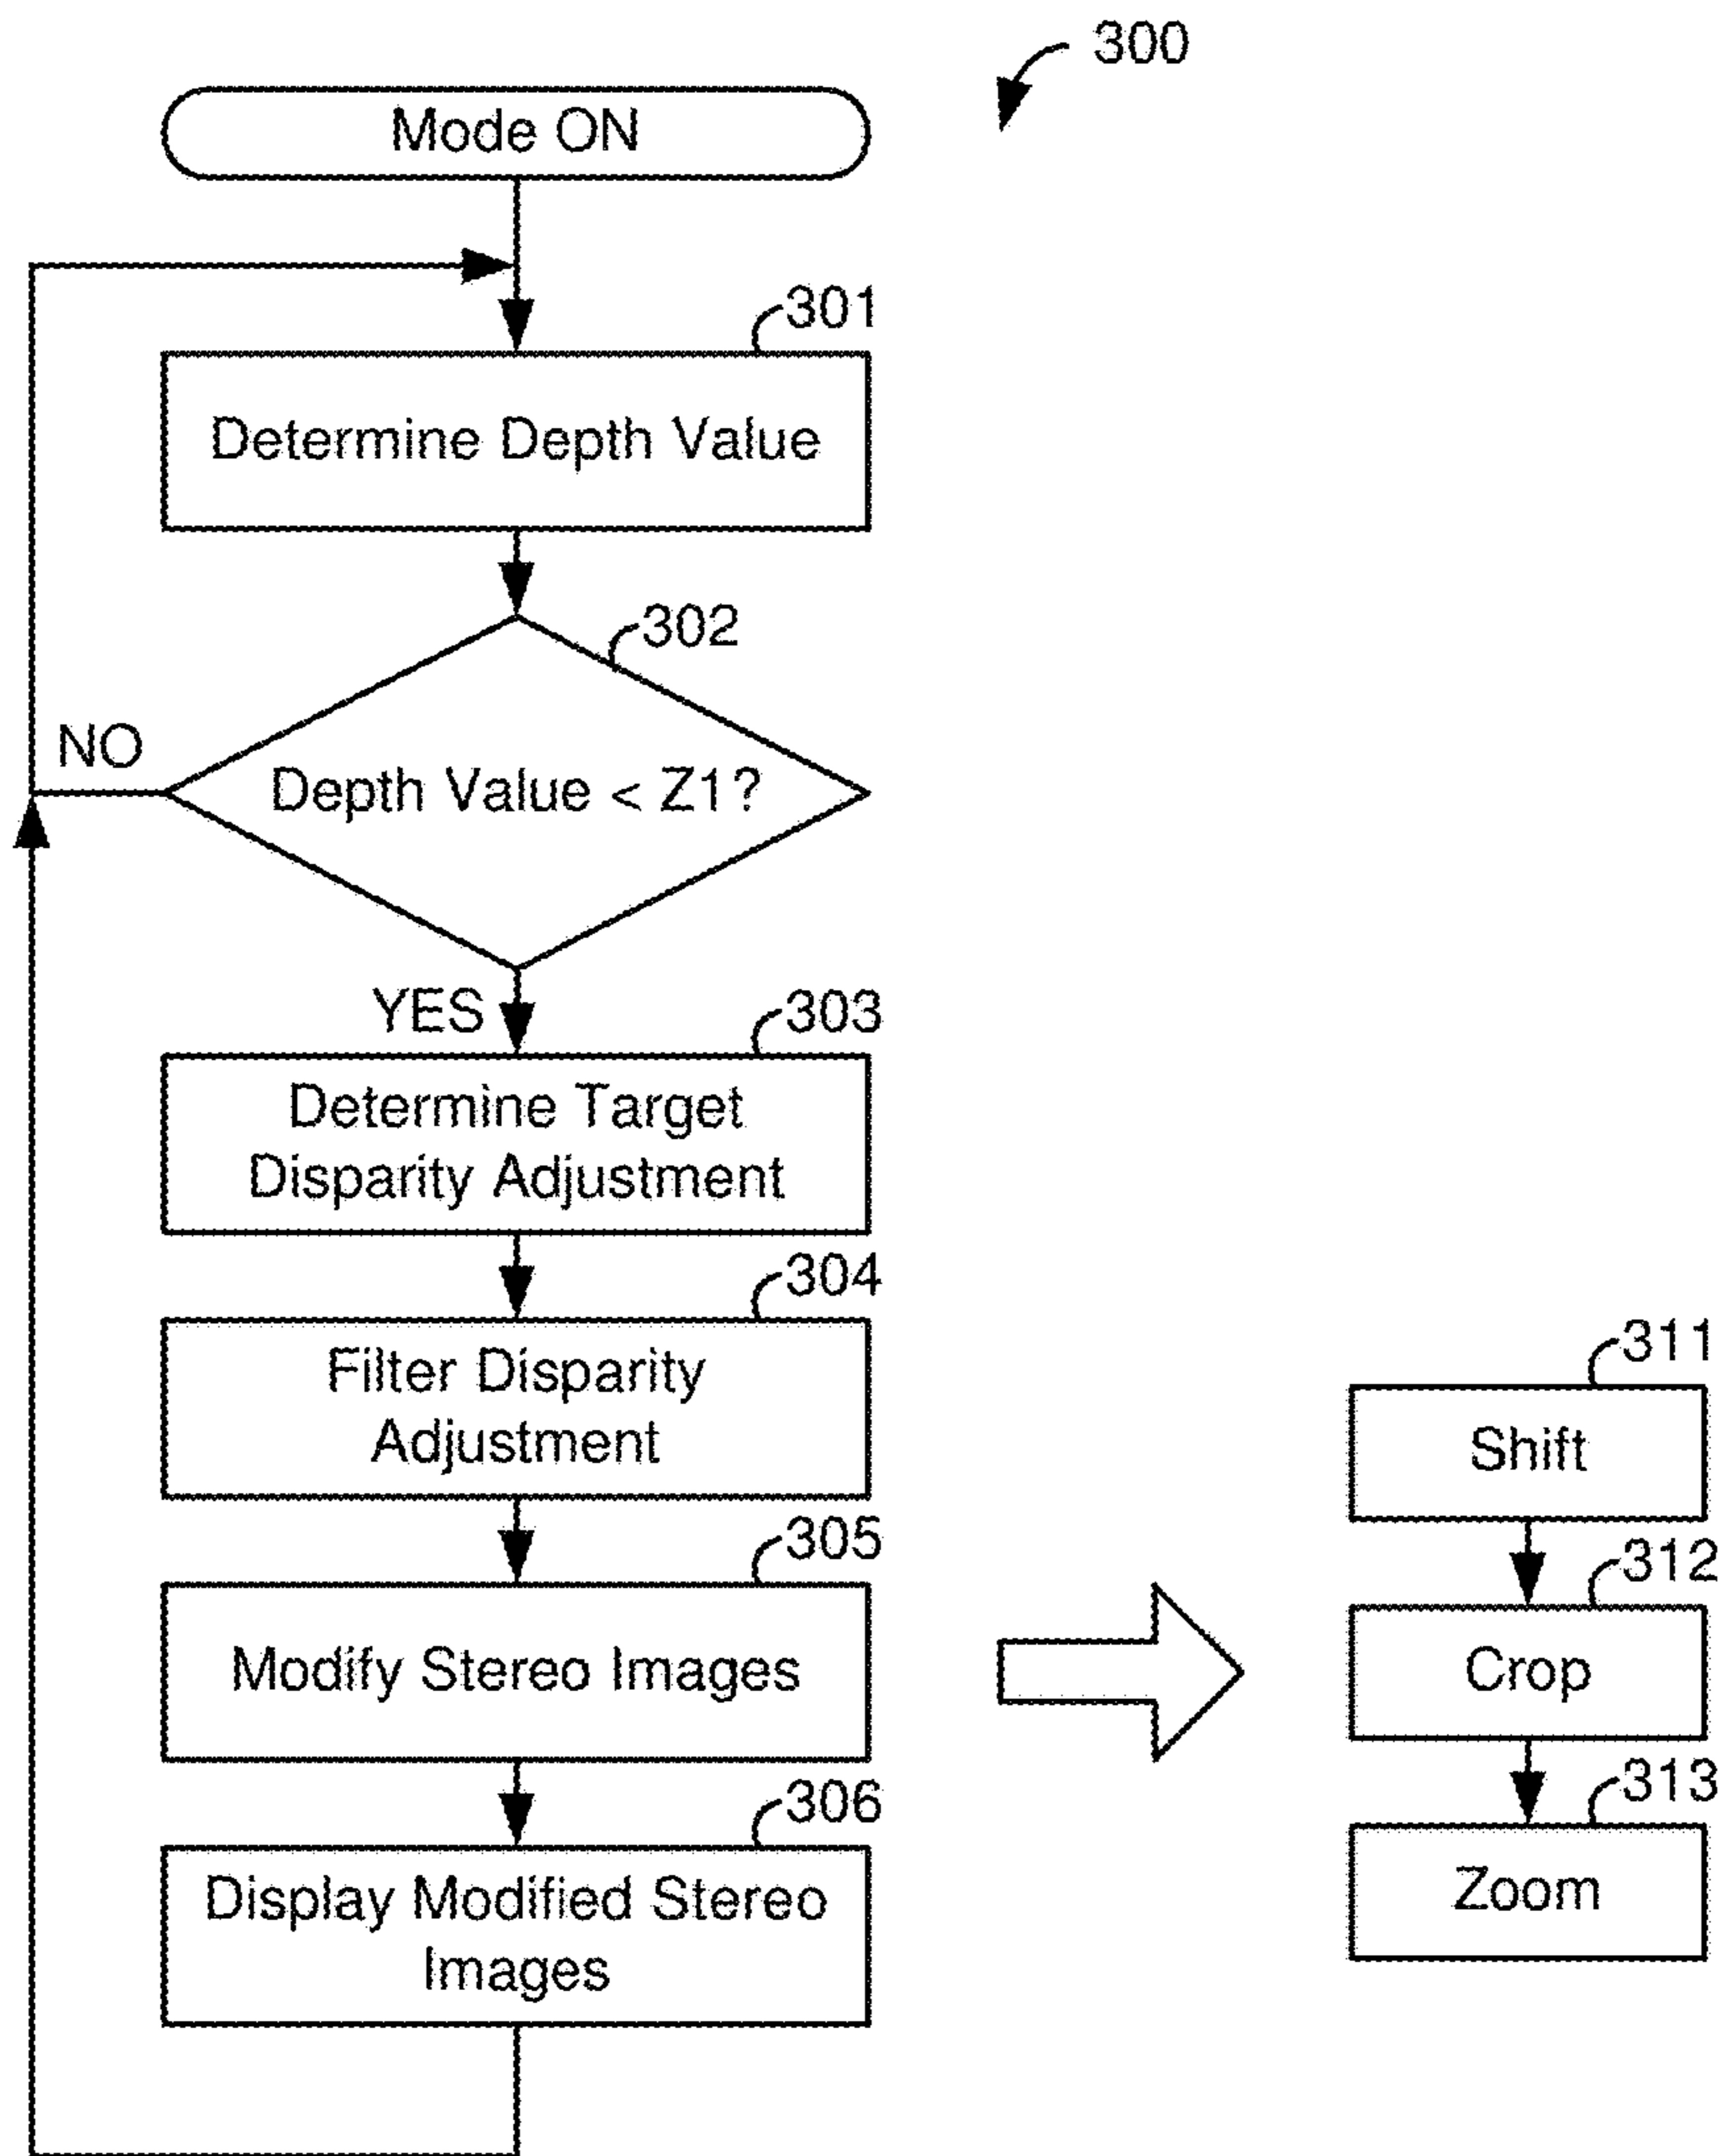 300
Mode ON
301
Determine Depth Value
302
NO
Depth Value < Z1?
YES
303
Determine Target
Disparity Adjustment
304
Filter Disparity
Adjustment
305
Modify Stereo Images
306
Display Modified Stereo
Images
311
Shift
312
Crop
313
Zoom